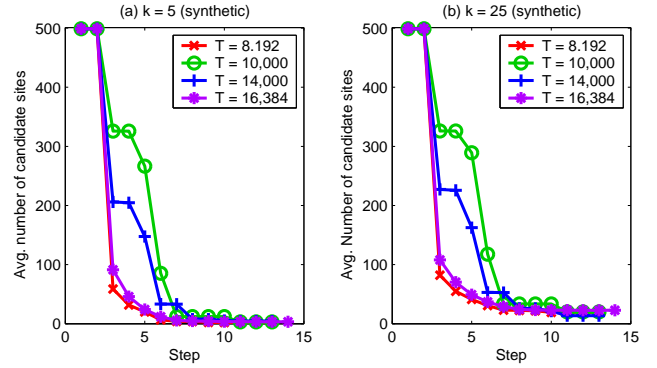 (a) k = 5 (synthetic)
500
400
300
200
100
0
0
5
10
15
Avg. number of candidate sites
Step
T = 8.192
T = 10,000
T = 14,000
T = 16,384
(b) k = 25 (synthetic)
500
400
300
200
100
0
0
5
10
15
Avg. Number of candidate sites
Step
T = 8.192
T = 10,000
T = 14,000
T = 16,384